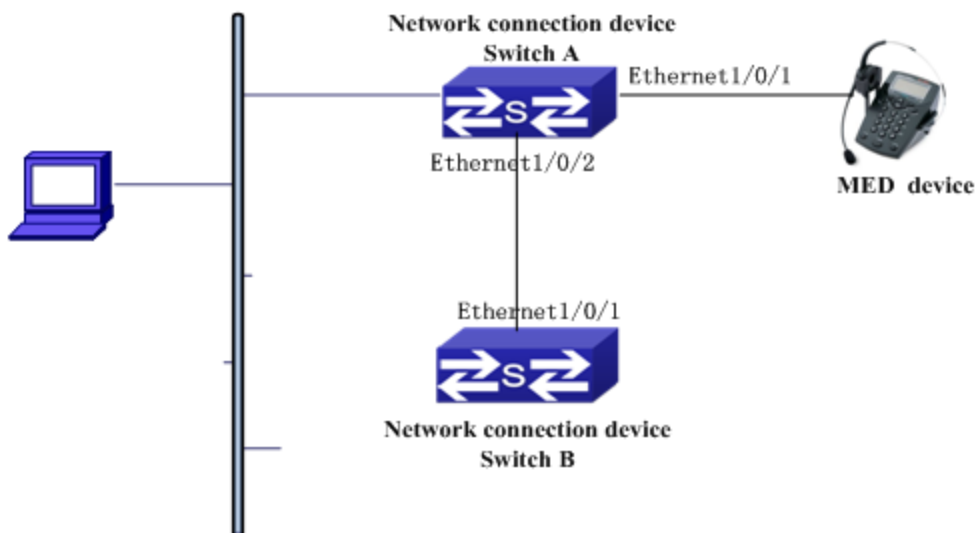 Network connection device
Switch A
Ethernet1/0/1
S
Ethernet1/0/2
MED device
Ethernet1/0/1
S
Network connection device
Switch B